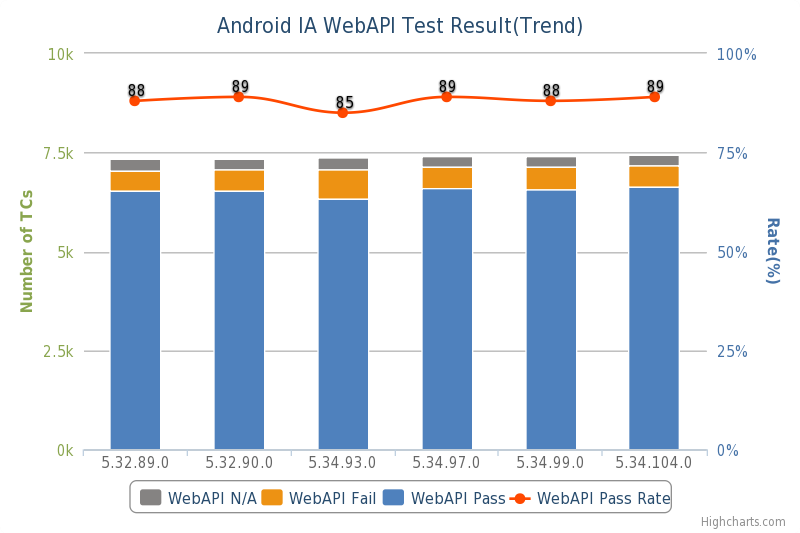 Android IA WebAPI Test Result(Trend)
10k
100%
88
89
85
89
88
89
7.5k
75%
Number of TCs
Rate(%)
5k
50%
2.5k
25%
0k
0%
5.32.89.0
5.32.90.0
5.34.93.0
5.34.97.0
5.34.99.0
5.34.104.0
WebAPI N/A
WebAPI Fail
WebAPI Pass
WebAPI Pass Rate
Highcharts.com